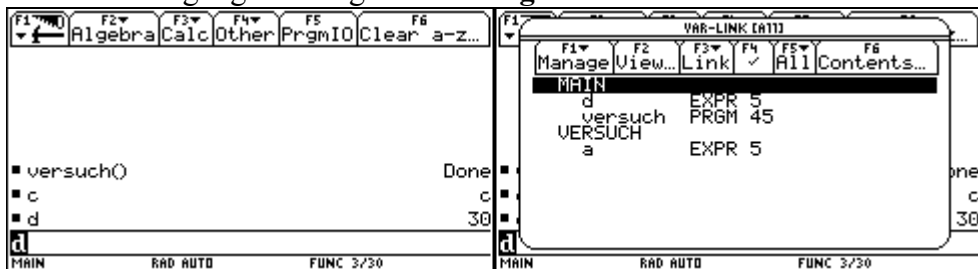 F1 F2 F3 F4 F5 F6
Algebra Calc Other PrgmIO Clear a-z…
■ versuch() Done
■ c c
■ d 30
d
MAIN RAD AUTO FUNC 3/30
VAR-LINK [All]
F1 F2 F3 F4 F5 F6
Manage View… Link ✓ All Contents…
MAIN
d EXPR 5
versuch PRGM 45
VERSUCH
a EXPR 5
one
c
30
d
MAIN RAD AUTO FUNC 3/30